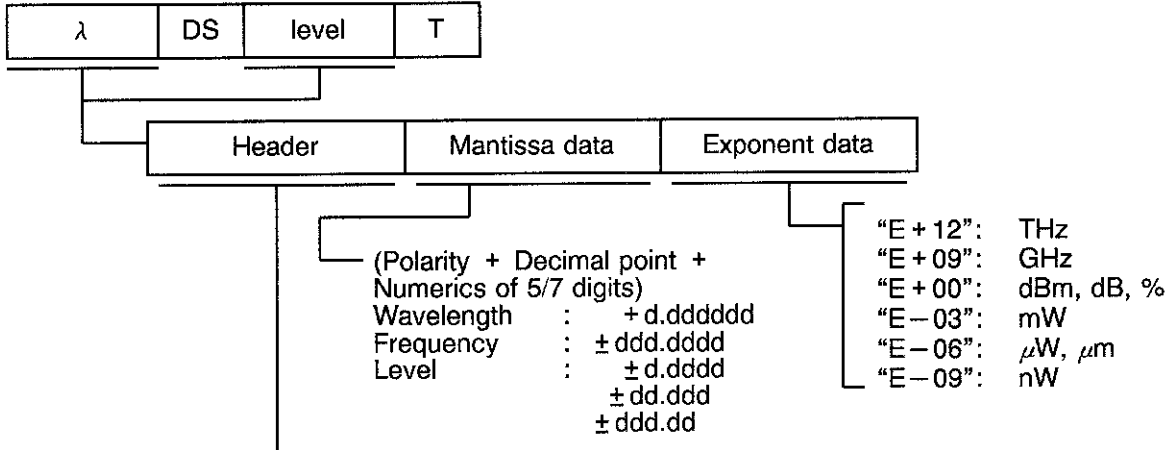 λ DS level T
Header Mantissa data Exponent data
(Polarity + Decimal point +
Numerics of 5/7 digits)
Wavelength : +d.dddddd
Frequency : ±ddd.dddd
Level : ±d.dddd
±dd.ddd
±ddd.dd
“E+12”: THz
“E+09”: GHz
“E+00”: dBm, dB, %
“E−03”: mW
“E−06”: μW, μm
“E−09”: nW